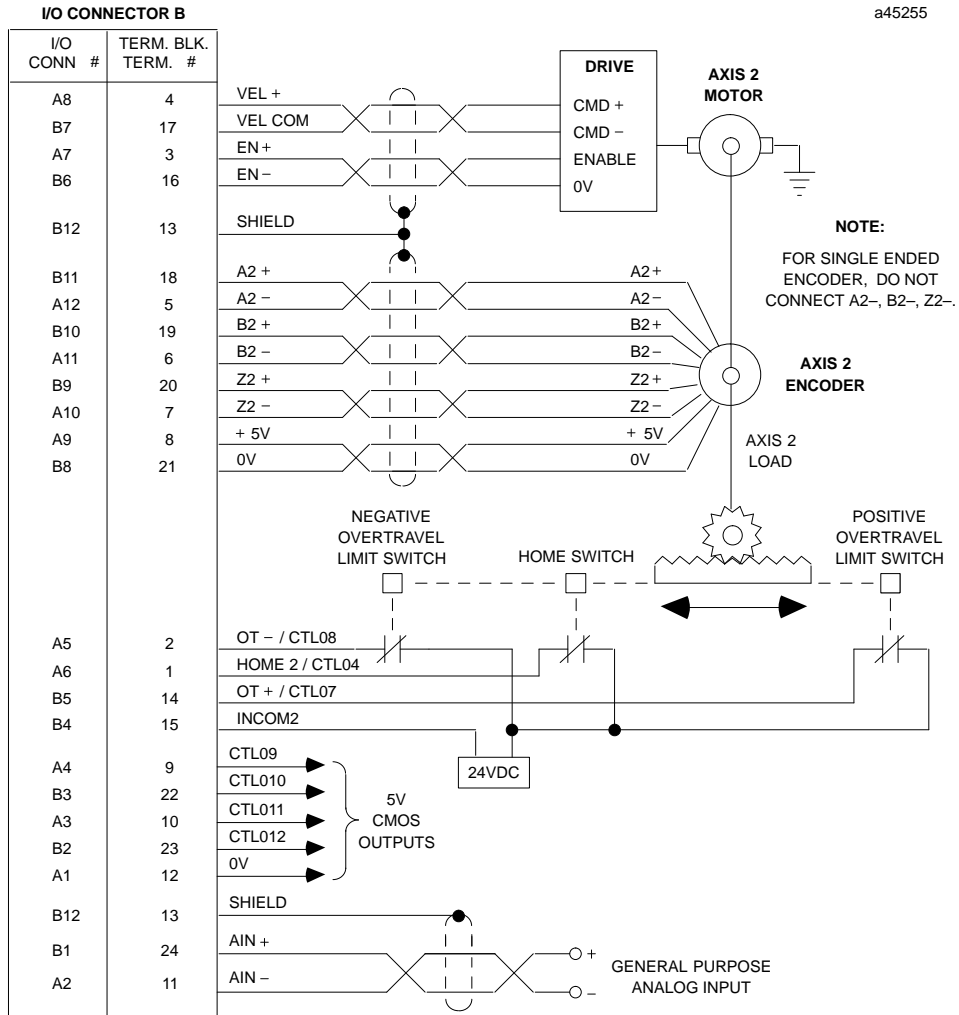 I/O CONNECTOR B
a45255
I/O CONN #
TERM. BLK. TERM. #
A8 4 VEL +
B7 17 VEL COM
A7 3 EN +
B6 16 EN –
B12 13 SHIELD
B11 18 A2 + A2 +
A12 5 A2 – A2 –
B10 19 B2 + B2 +
A11 6 B2 – B2 –
B9 20 Z2 + Z2 +
A10 7 Z2 – Z2 –
A9 8 + 5V + 5V
B8 21 0V 0V
DRIVE
CMD +
CMD –
ENABLE
0V
AXIS 2
MOTOR
NOTE:
FOR SINGLE ENDED
ENCODER, DO NOT
CONNECT A2–, B2–, Z2–.
AXIS 2
ENCODER
AXIS 2
LOAD
NEGATIVE
OVERTRAVEL
LIMIT SWITCH
HOME SWITCH
POSITIVE
OVERTRAVEL
LIMIT SWITCH
A5 2 OT – / CTL08
A6 1 HOME 2 / CTL04
B5 14 OT + / CTL07
B4 15 INCOM2
24VDC
A4 9 CTL09
B3 22 CTL010
A3 10 CTL011
B2 23 CTL012
A1 12 0V
5V
CMOS
OUTPUTS
B12 13 SHIELD
B1 24 AIN +
A2 11 AIN –
+
–
GENERAL PURPOSE
ANALOG INPUT